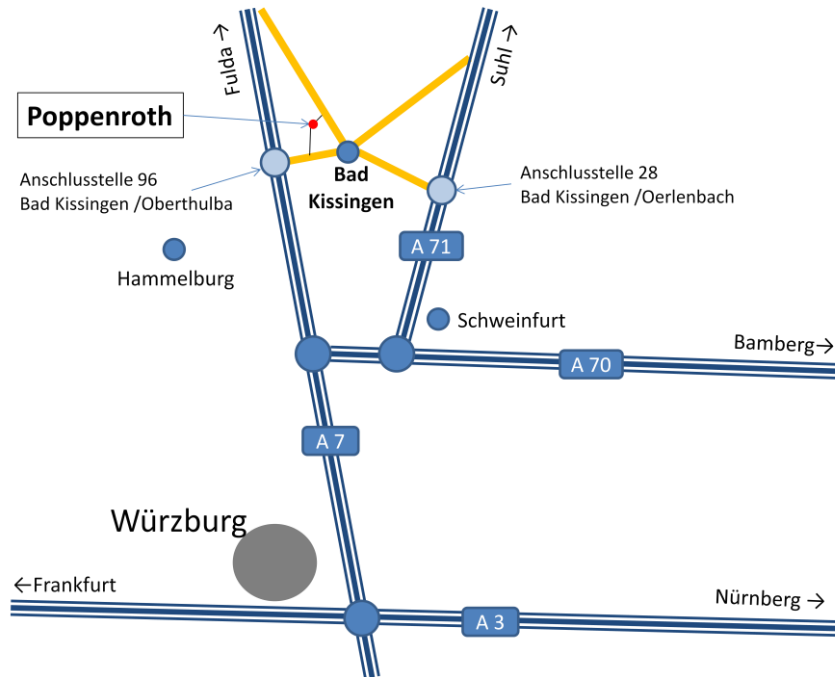 Fulda →
Suhl →
Poppenroth
Anschlusstelle 96
Bad Kissingen /Oberthulba
Bad
Kissingen
Anschlusstelle 28
Bad Kissingen /Oerlenbach
A 71
Hammelburg
Schweinfurt
Bamberg→
A 70
A 7
Würzburg
←Frankfurt
Nürnberg →
A 3